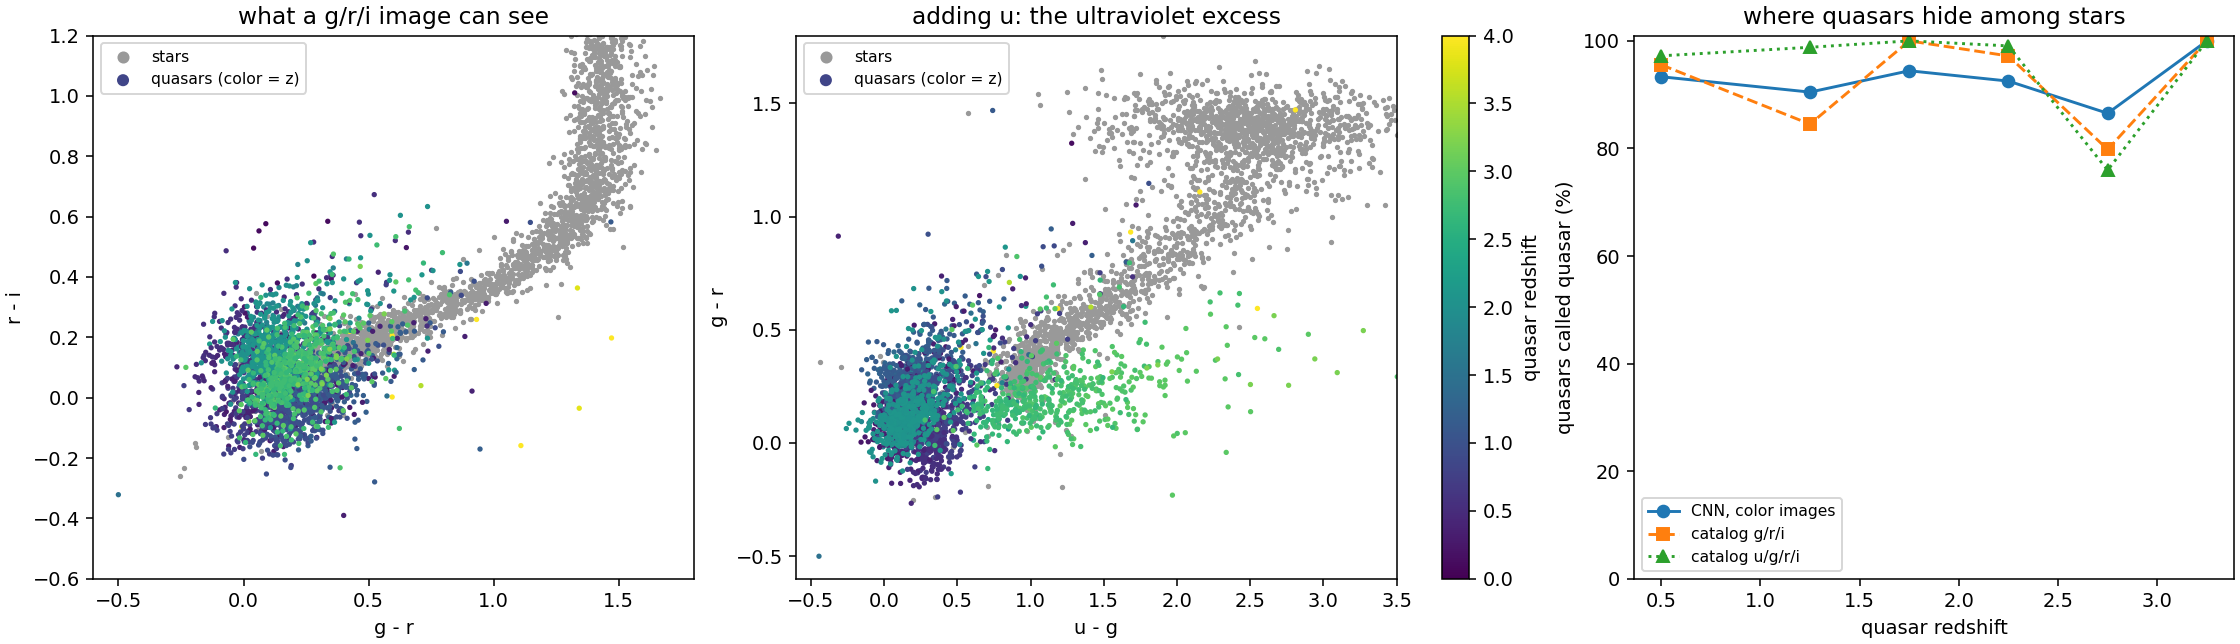 what a g/r/i image can see
stars
quasars (color = z)
1.2
1.0
0.8
0.6
0.4
0.2
0.0
−0.2
−0.4
−0.6
r - i
−0.5
0.0
0.5
1.0
1.5
g - r
adding u: the ultraviolet excess
stars
quasars (color = z)
1.5
1.0
0.5
0.0
−0.5
g - r
−0.5
0.0
0.5
1.0
1.5
2.0
2.5
3.0
3.5
u - g
4.0
3.5
3.0
2.5
2.0
1.5
1.0
0.5
0.0
quasar redshift
where quasars hide among stars
100
80
60
40
20
0
quasars called quasar (%)
CNN, color images
catalog g/r/i
catalog u/g/r/i
0.5
1.0
1.5
2.0
2.5
3.0
quasar redshift